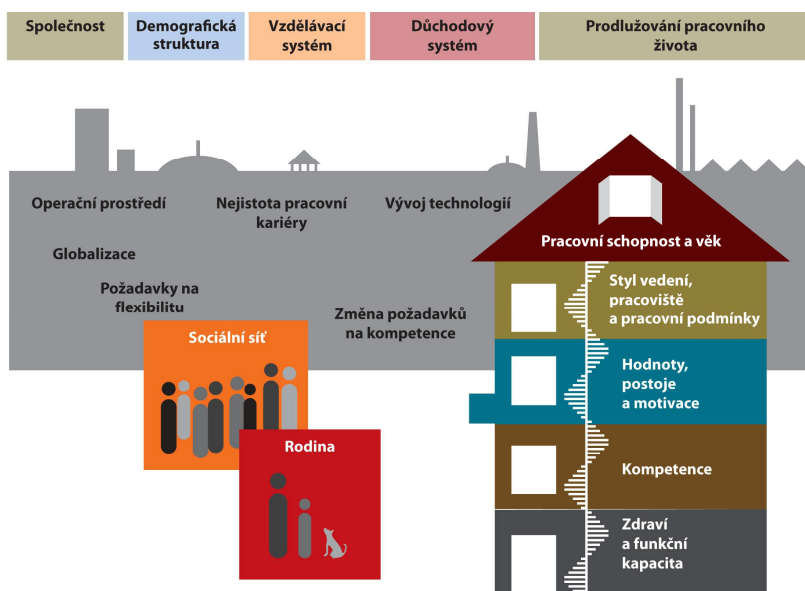 Společnost
Demografická
struktura
Vzdělávací
systém
Důchodový
systém
Prodlužování pracovního
života
Operační prostředí
Nejistota pracovní
kariéry
Vývoj technologií
Globalizace
Požadavky na
flexibilitu
Změna požadavků
na kompetence
Sociální síť
Rodina
Pracovní schopnost a věk
Styl vedení,
pracoviště
a pracovní podmínky
Hodnoty,
postoje
a motivace
Kompetence
Zdraví
a funkční
kapacita